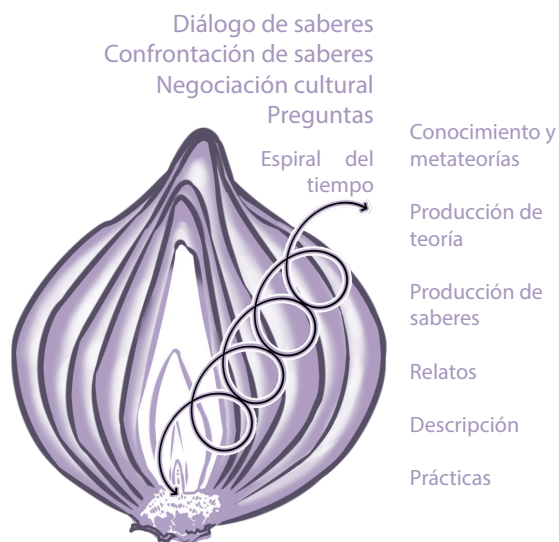 Diálogo de saberes
Confrontación de saberes
Negociación cultural
Preguntas
Espiral del
tiempo
Conocimiento y
metateorías
Producción de
teoría
Producción de
saberes
Relatos
Descripción
Prácticas